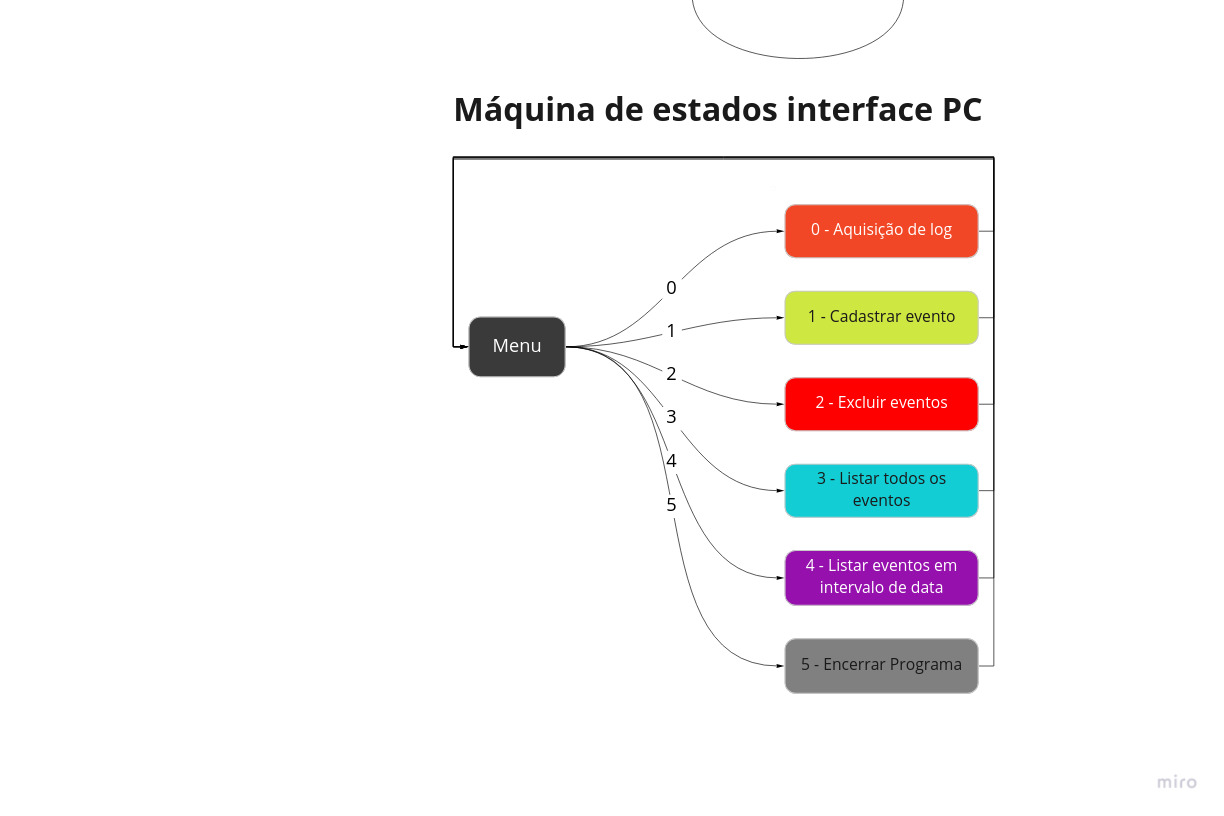 Máquina de estados interface PC
0 - Aquisição de log
0
1 - Cadastrar evento
1
Menu
2
2 - Excluir eventos
3
4
3 - Listar todos os
eventos
5
4 - Listar eventos em
intervalo de data
5 - Encerrar Programa
miro